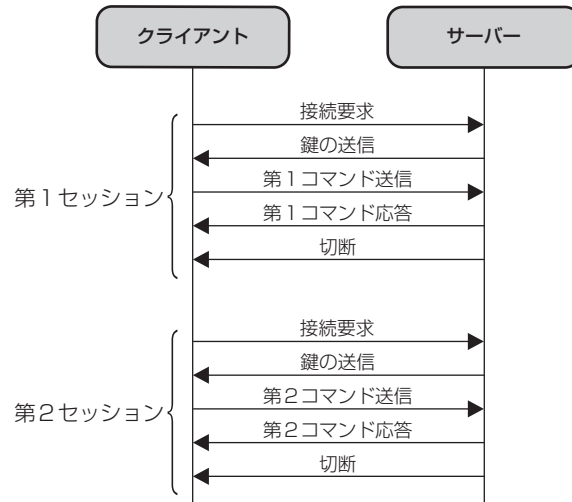 クライアント
サーバー
第１セッション
接続要求
鍵の送信
第１コマンド送信
第１コマンド応答
切断
第２セッション
接続要求
鍵の送信
第２コマンド送信
第２コマンド応答
切断